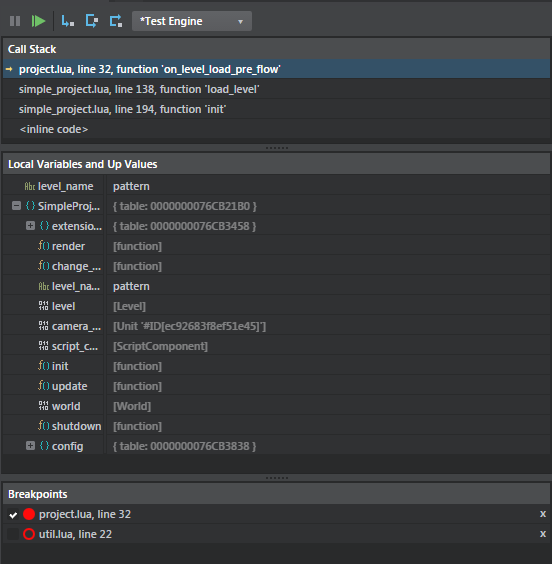 *Test Engine
Call Stack
project.lua, line 32, function 'on_level_load_pre_flow'
simple_project.lua, line 138, function 'load_level'
simple_project.lua, line 194, function 'init'
<inline code>
Local Variables and Up Values
Abc level_name pattern
{ } SimpleProj... { table: 0000000076CB21B0 }
{ } extensio... { table: 0000000076CB3458 }
f() render [function]
f() change_... [function]
Abc level_na... pattern
level [Level]
camera_... [Unit '#ID[ec92683f8ef51e45]']
script_c... [ScriptComponent]
f() init [function]
f() update [function]
world [World]
f() shutdown [function]
{ } config { table: 0000000076CB3838 }
Breakpoints
project.lua, line 32 x
util.lua, line 22 x